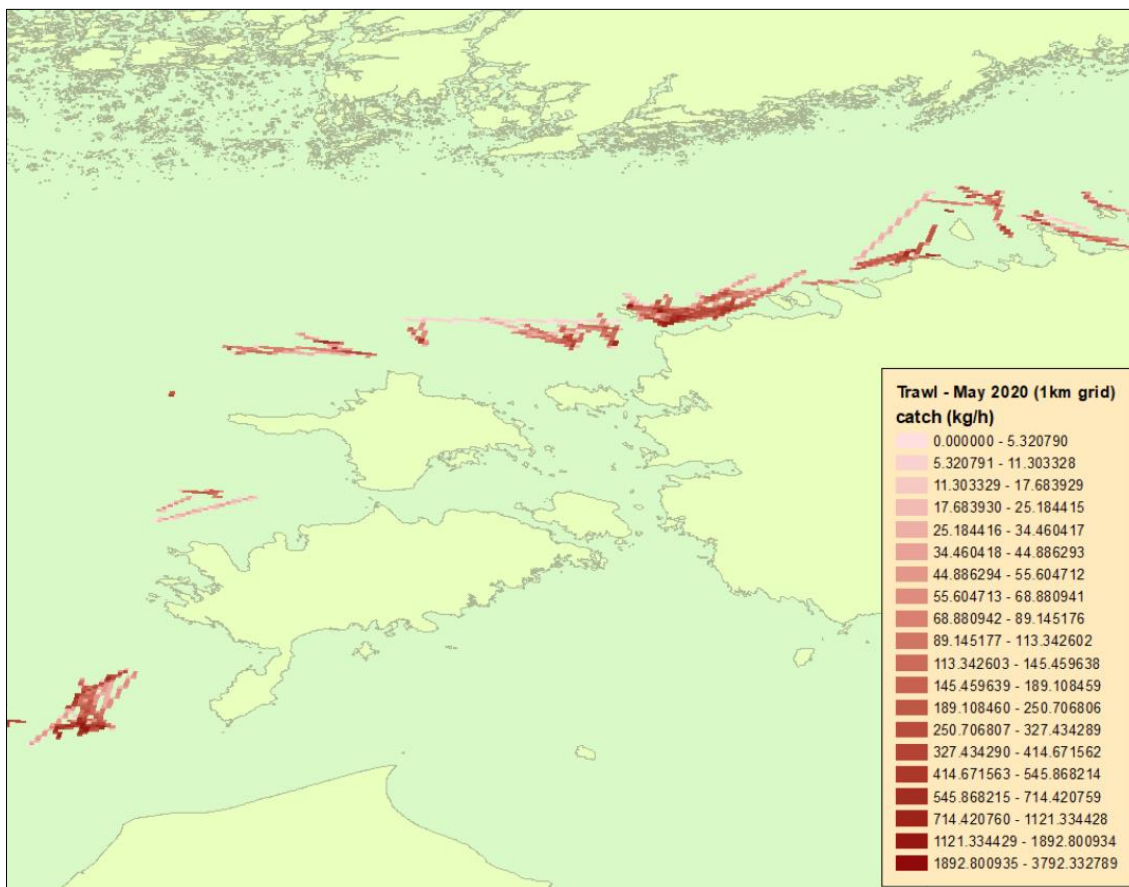 Trawl - May 2020 (1km grid)
catch (kg/h)
0.000000 - 5.320790
5.320791 - 11.303328
11.303329 - 17.683929
17.683930 - 25.184415
25.184416 - 34.460417
34.460418 - 44.886293
44.886294 - 55.604712
55.604713 - 68.880941
68.880942 - 89.145176
89.145177 - 113.342602
113.342603 - 145.459638
145.459639 - 189.108459
189.108460 - 250.706806
250.706807 - 327.434289
327.434290 - 414.671562
414.671563 - 545.868214
545.868215 - 714.420759
714.420760 - 1121.334428
1121.334429 - 1892.800934
1892.800935 - 3792.332789